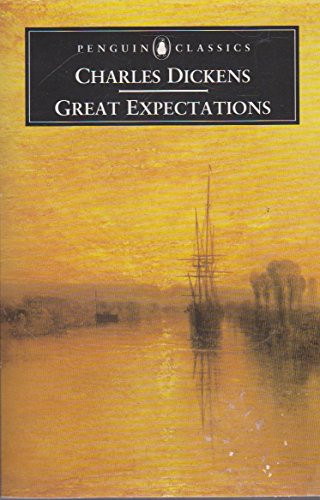 PENGUIN CLASSICS
CHARLES DICKENS
GREAT EXPECTATIONS